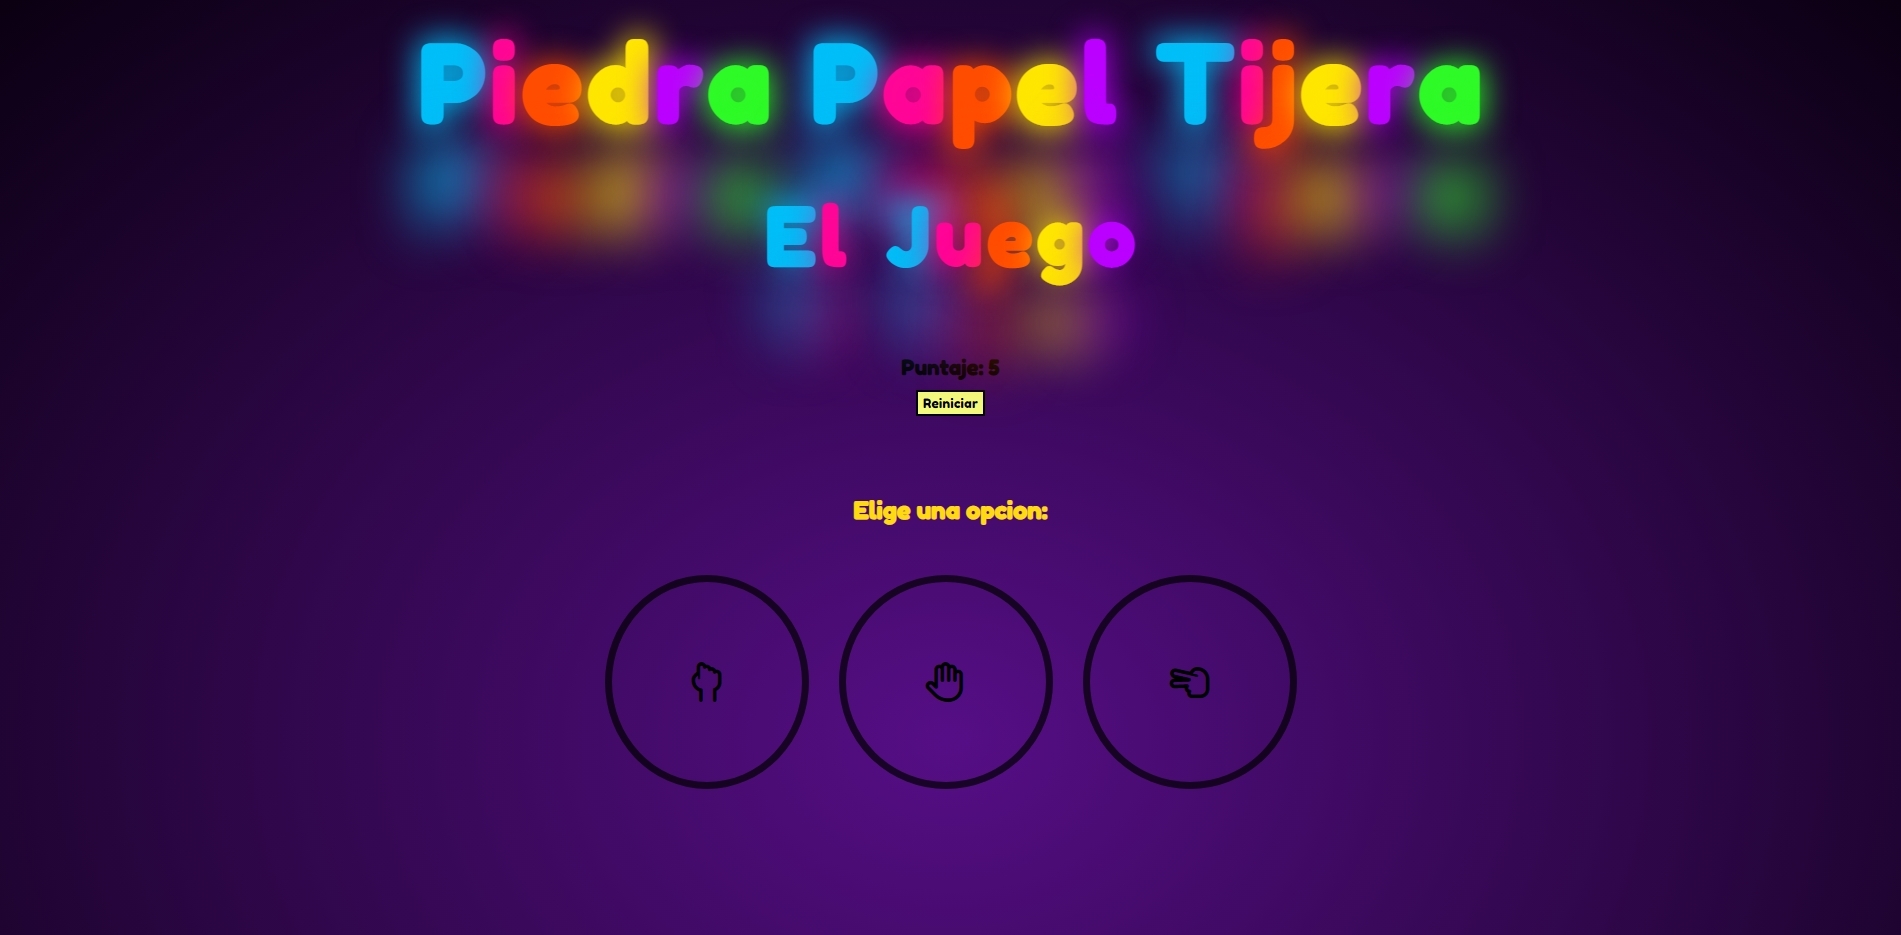 Piedra Papel Tijera
El Juego
Puntaje: 5
Reiniciar
Elige una opcion: